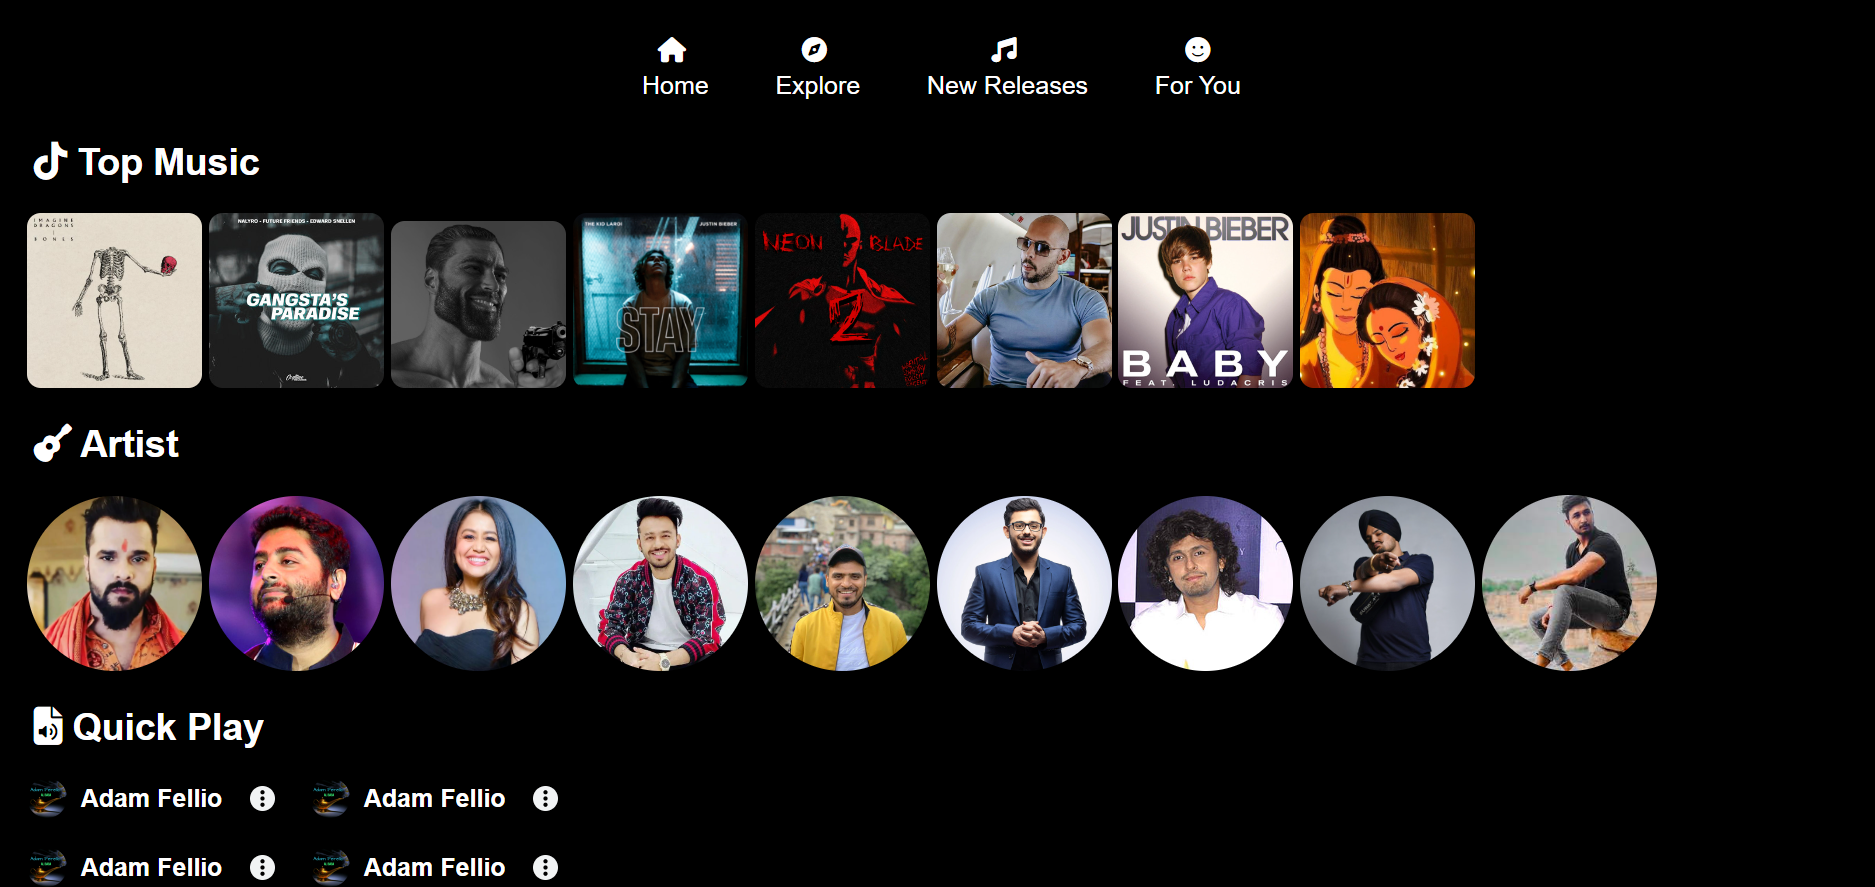 Home
Explore
New Releases
For You
Top Music
IMAGINE
DRAGONS
BONES
NALYRO - FUTURE FRIENDS - EDWARD SNELLEN
GANGSTA'S
PARADISE
THE KID LAROI
JUSTIN BIEBER
STAY
NEON BLADE
JUSTIN BIEBER
BABY
FEAT. LUDACRIS
Artist
Quick Play
Adam Fellio
Adam Fellio
Adam Fellio
Adam Fellio